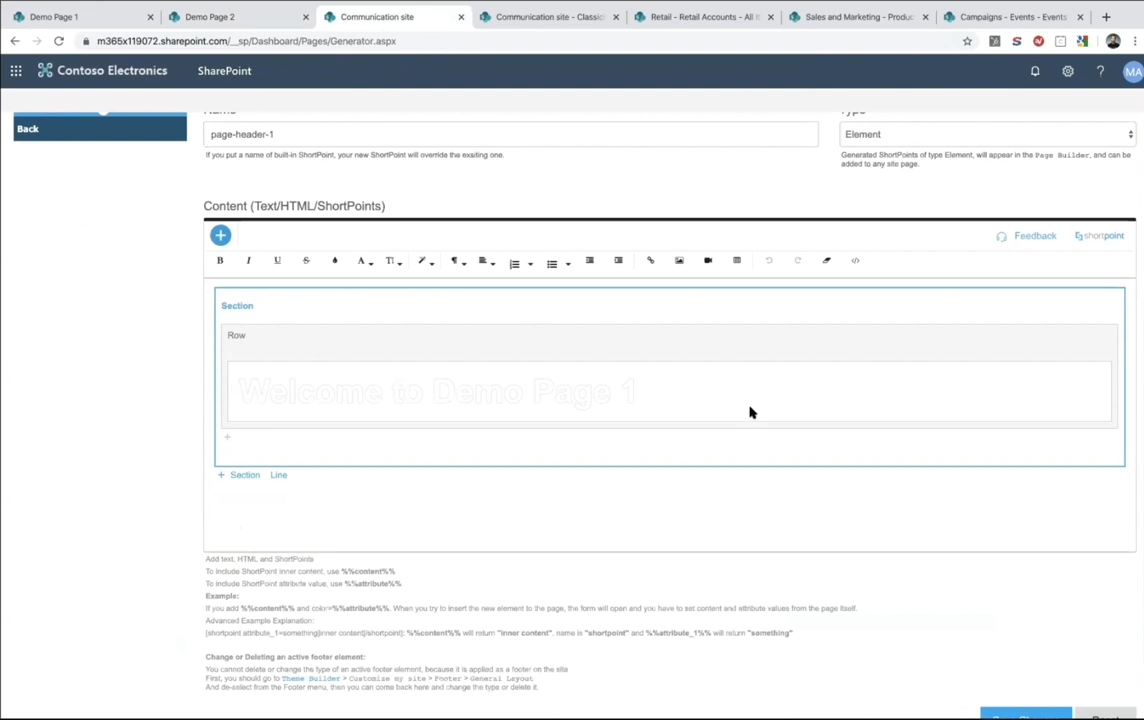 Demo Page 1
Demo Page 2
Communication site
Communication site - Classic
Retail - Retail Accounts - All It
Sales and Marketing - Produc
Campaigns - Events - Events
m365x119072.sharepoint.com/__sp/Dashboard/Pages/Generator.aspx
Contoso Electronics
SharePoint
MA
Back
page-header-1
Element
If you put a name of built-in ShortPoint, your new ShortPoint will override the exsiting one.
Generated ShortPoints of type Element, will appear in the Page Builder, and can be
added to any site page.
Content (Text/HTML/ShortPoints)
Feedback
shortpoint
Section
Row
Welcome to Demo Page 1
+ Section Line
Add text, HTML and ShortPoints
To include ShortPoint inner content, use %%content%%
To include ShortPoint attribute value, use %%attribute%%
Example:
If you add %%content%% and color=%%attribute%%. When you try to insert the new element to the page, the form will open and you have to set content and attribute values from the page itself.
Advanced Example Explanation:
[shortpoint attribute_1=something]inner content[/shortpoint]: %%content%% will return "inner content". name is "shortpoint" and %%attribute_1%% will return "something"
Change or Deleting an active footer element:
You cannot delete or change the type of an active footer element, because it is applied as a footer on the site
First, you should go to Theme Builder > Customize my site > Footer > General Layout
And de-select from the Footer menu, then you can come back here and change the type or delete it.